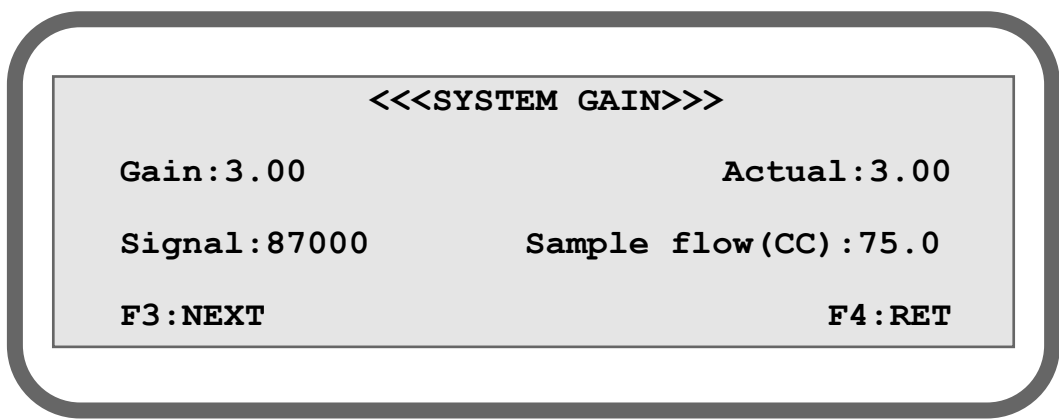 <<<SYSTEM GAIN>>>
Gain:3.00 Actual:3.00
Signal:87000 Sample flow(CC):75.0
F3:NEXT F4:RET